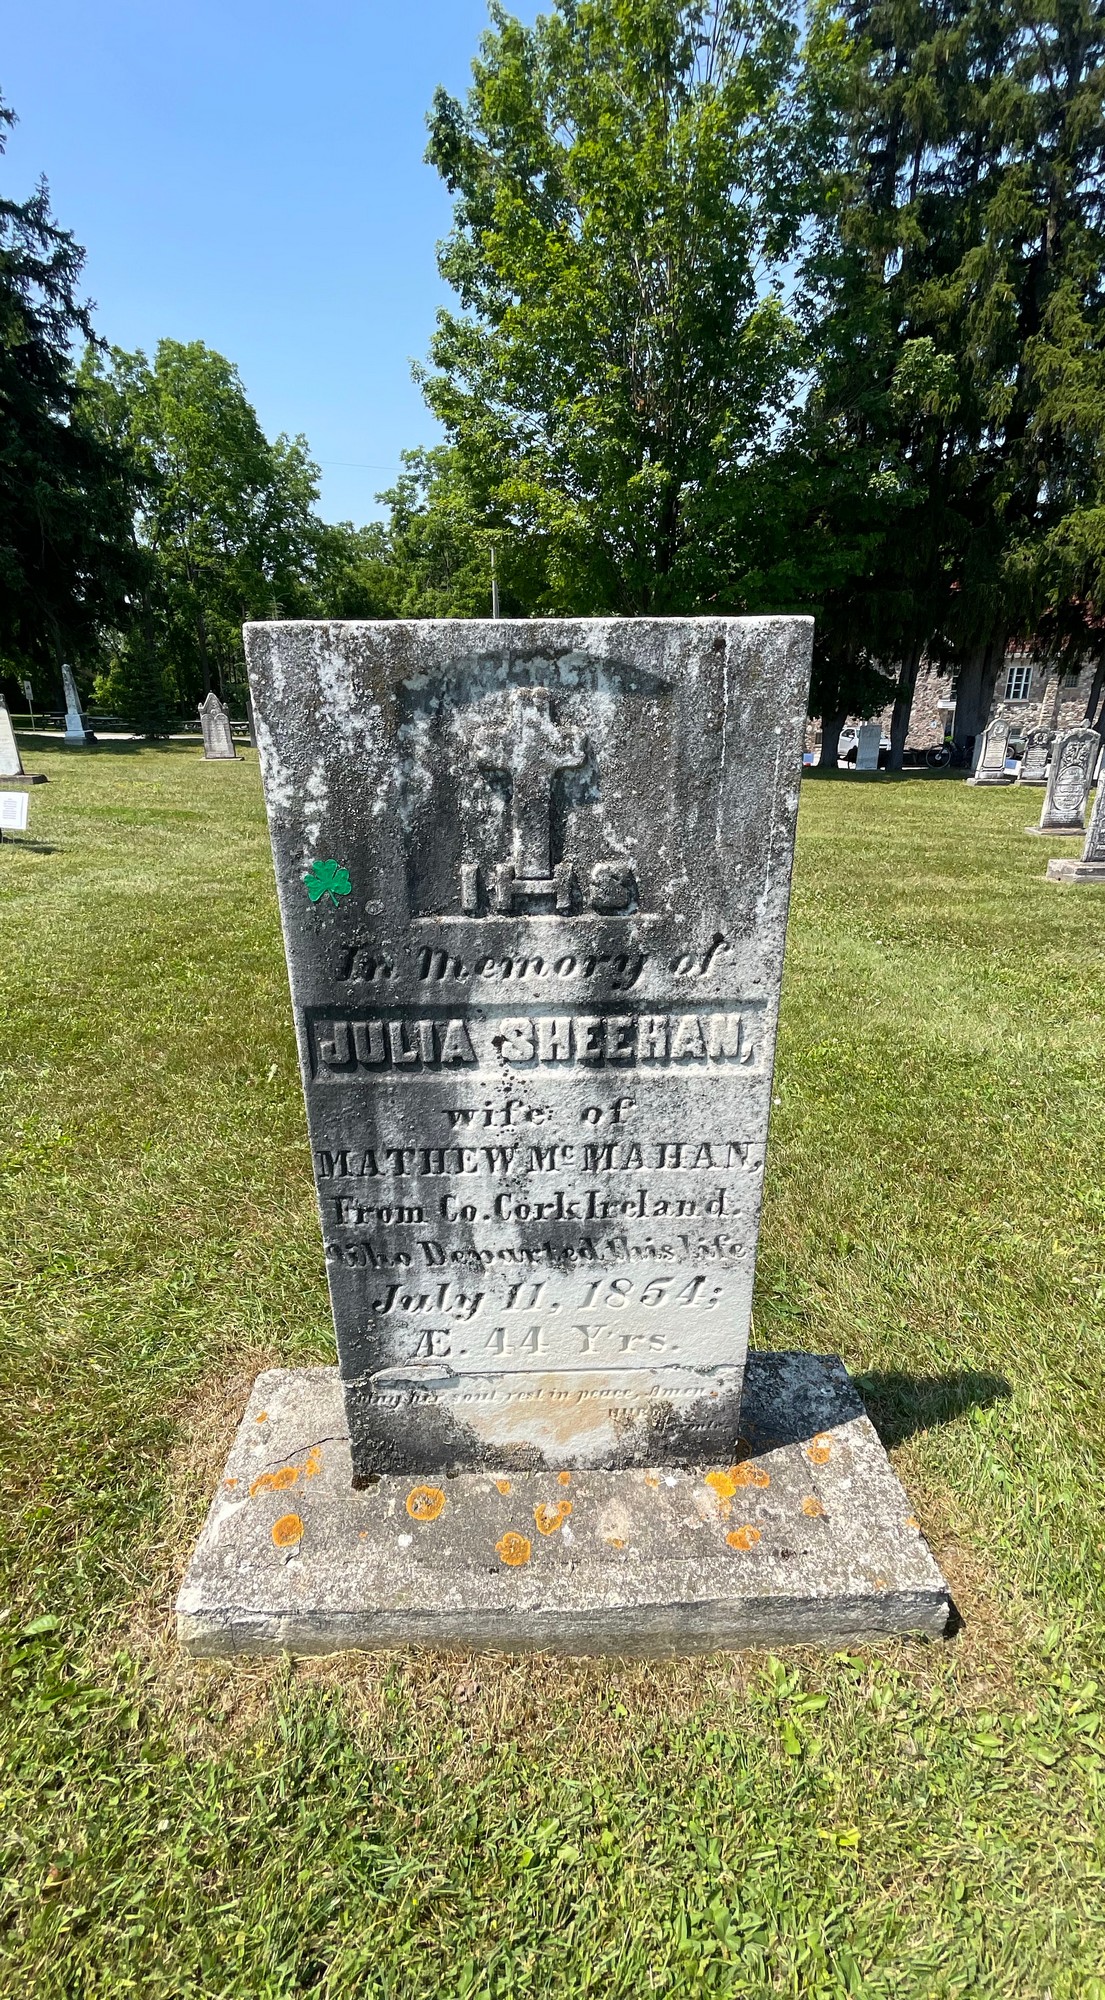 IHS
In Memory of
JULIA SHEEHAN,
wife of
MATHEW McMAHAN,
From Co. Cork Ireland.
Who Departed this life
July 11, 1854;
Æ. 44 Y'rs.
May her soul rest in peace, Amen.